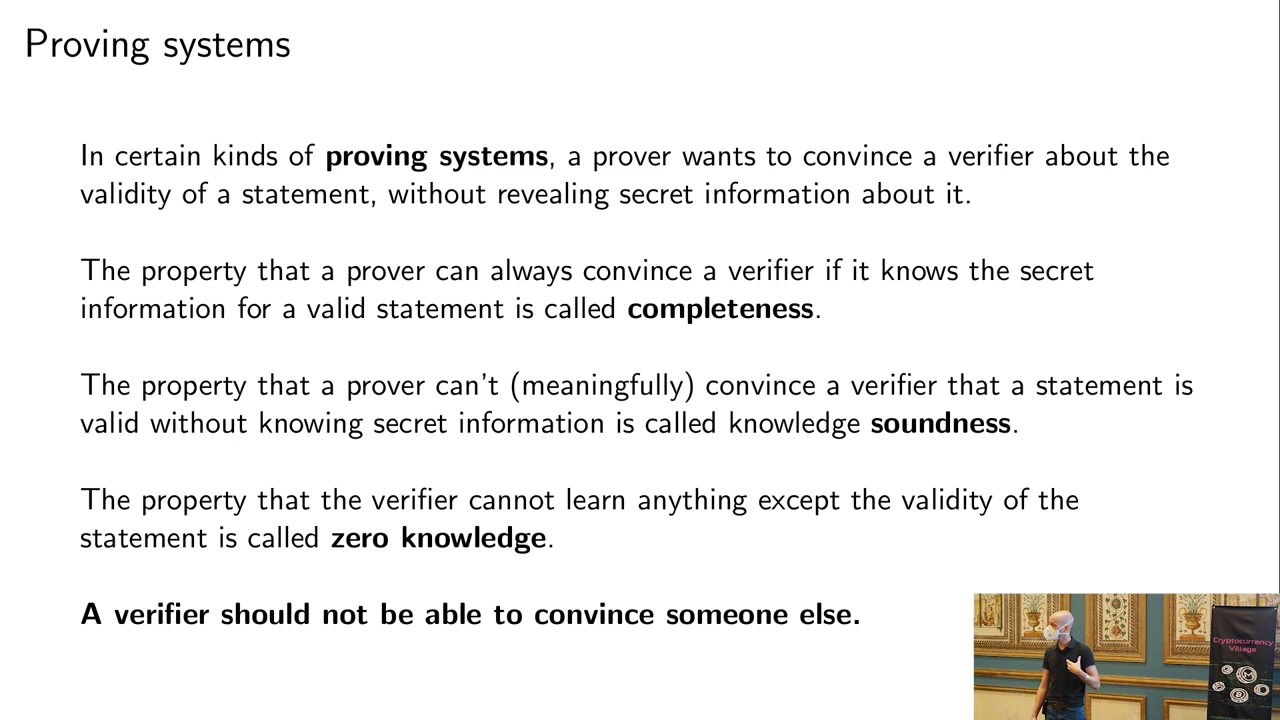 Proving systems
In certain kinds of proving systems, a prover wants to convince a verifier about the
validity of a statement, without revealing secret information about it.
The property that a prover can always convince a verifier if it knows the secret
information for a valid statement is called completeness.
The property that a prover can't (meaningfully) convince a verifier that a statement is
valid without knowing secret information is called knowledge soundness.
The property that the verifier cannot learn anything except the validity of the
statement is called zero knowledge.
A verifier should not be able to convince someone else.
Cryptocurrency
Village